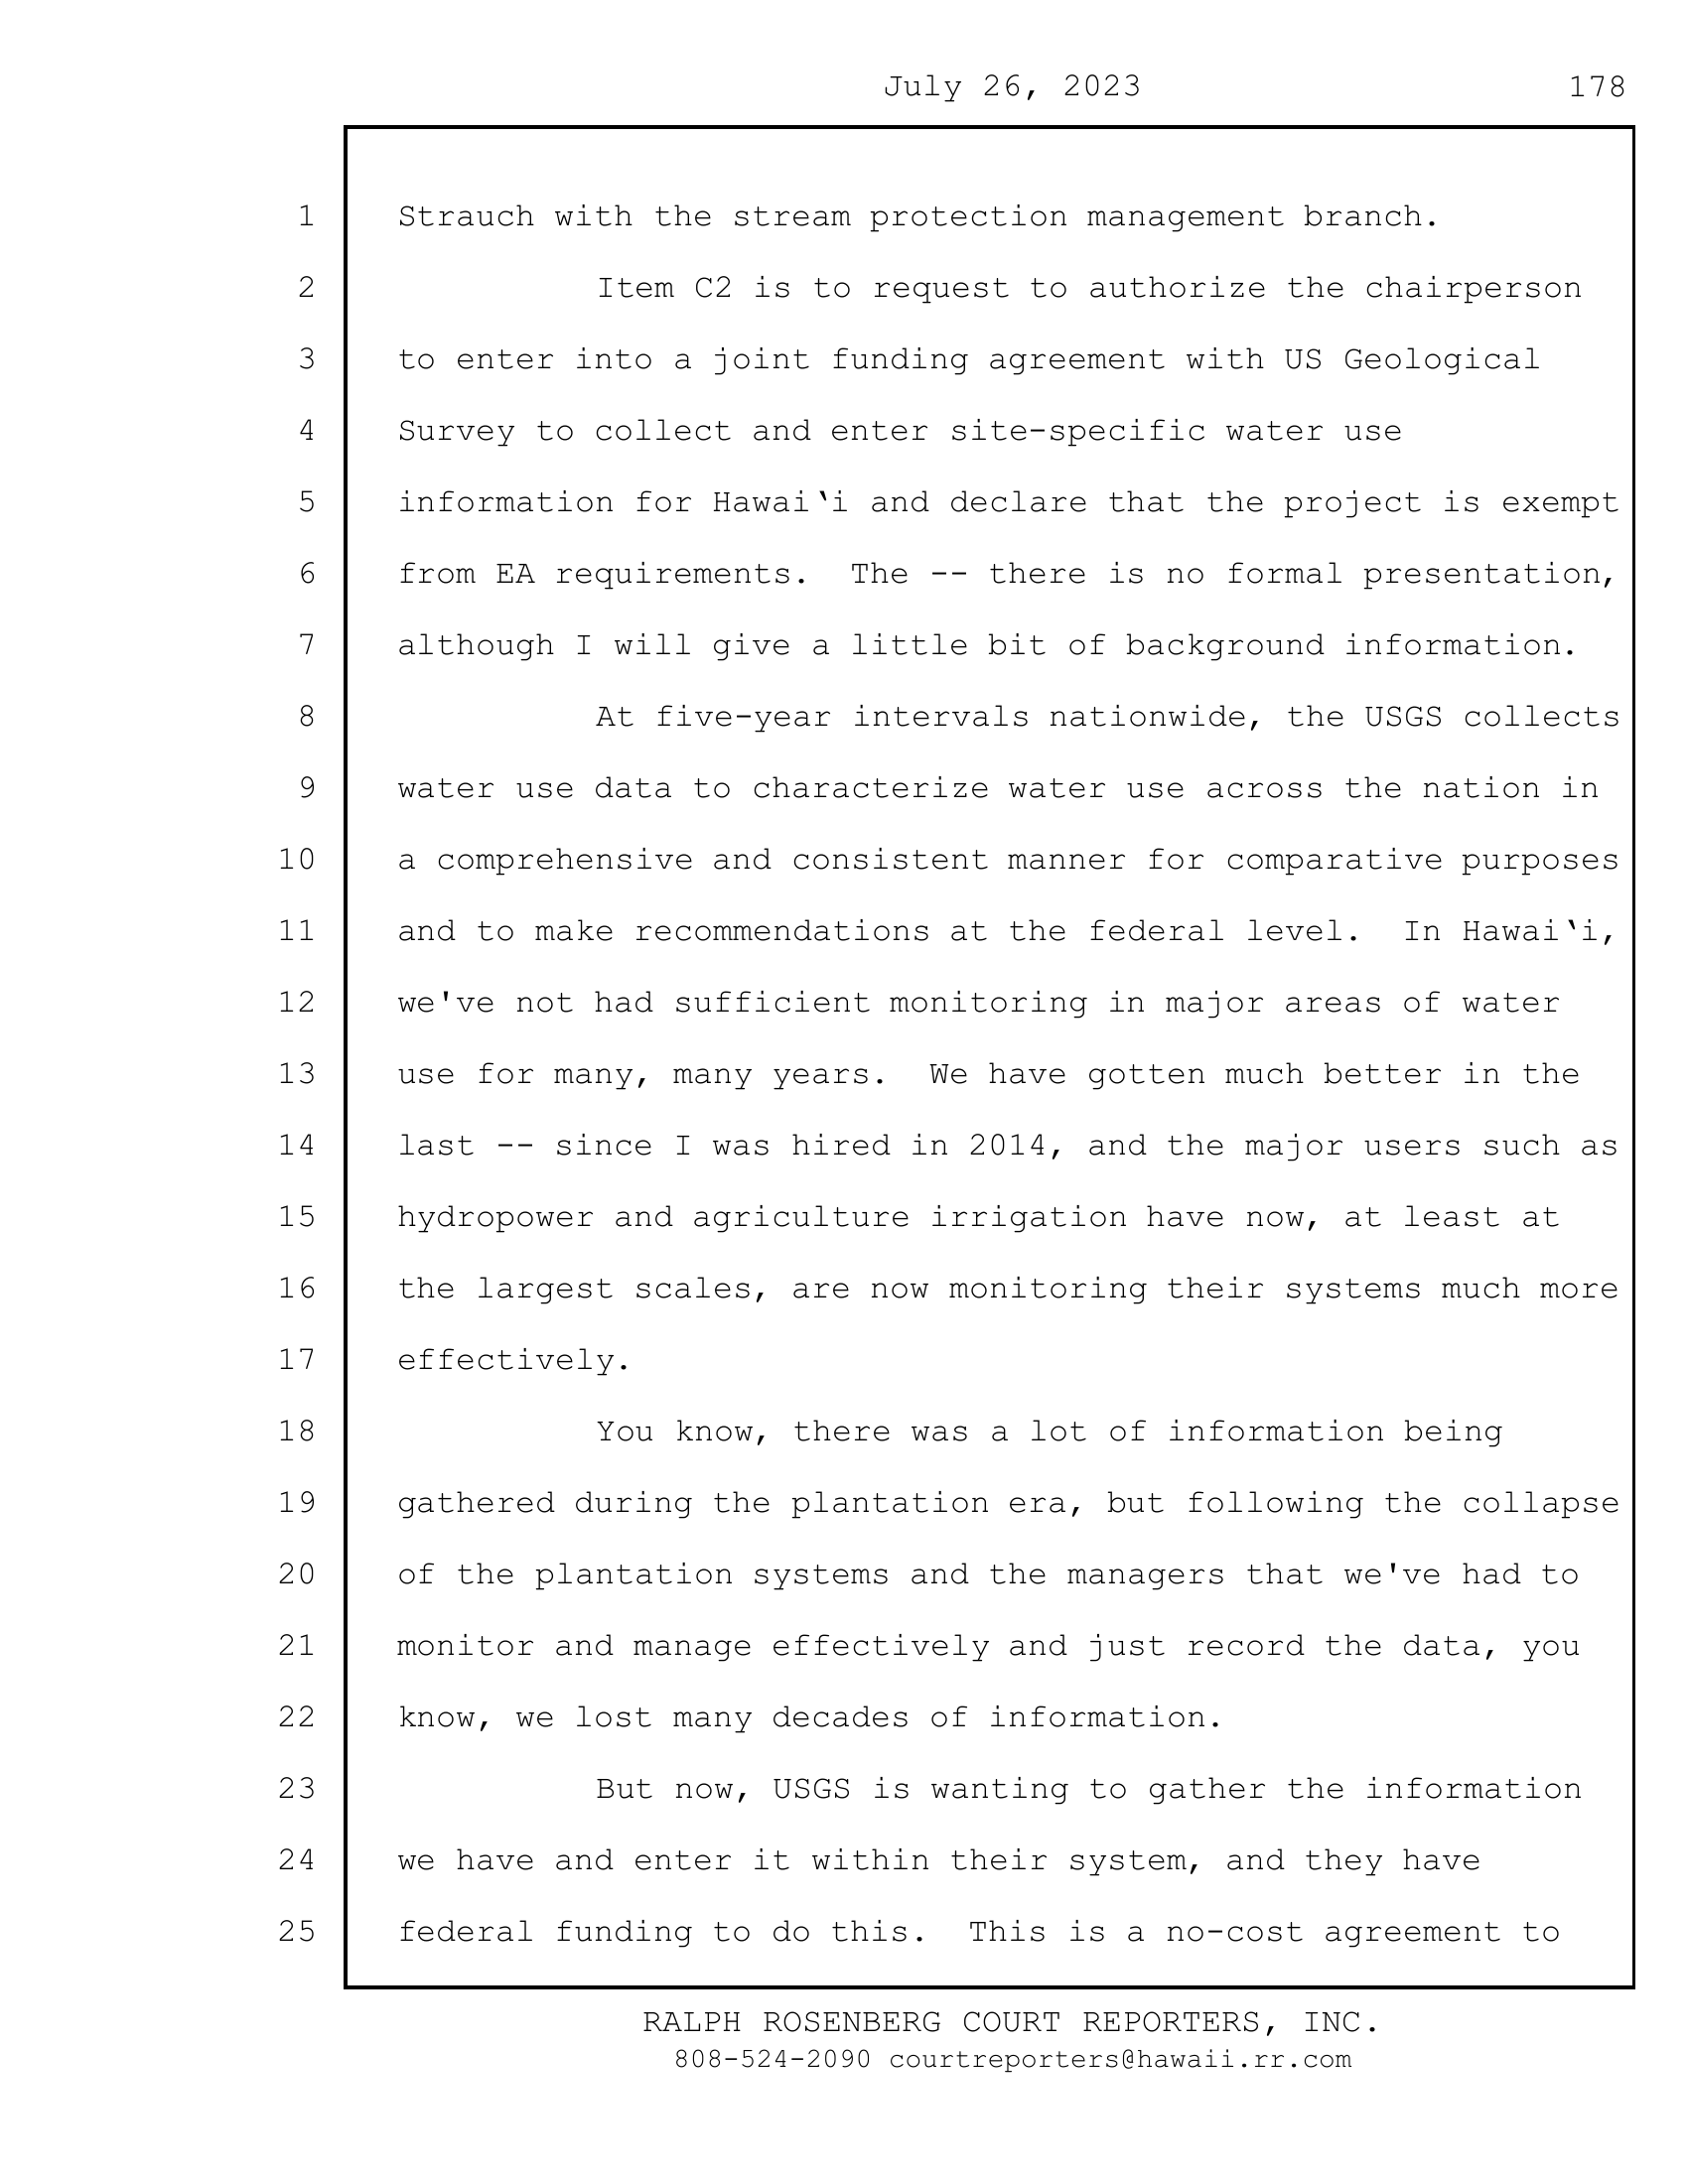 July 26, 2023 178
1 Strauch with the stream protection management branch.
2 Item C2 is to request to authorize the chairperson
3 to enter into a joint funding agreement with US Geological
4 Survey to collect and enter site-specific water use
5 information for Hawai‘i and declare that the project is exempt
6 from EA requirements.  The -- there is no formal presentation,
7 although I will give a little bit of background information.
8 At five-year intervals nationwide, the USGS collects
9 water use data to characterize water use across the nation in
10 a comprehensive and consistent manner for comparative purposes
11 and to make recommendations at the federal level.  In Hawai‘i,
12 we've not had sufficient monitoring in major areas of water
13 use for many, many years.  We have gotten much better in the
14 last -- since I was hired in 2014, and the major users such as
15 hydropower and agriculture irrigation have now, at least at
16 the largest scales, are now monitoring their systems much more
17 effectively.
18 You know, there was a lot of information being
19 gathered during the plantation era, but following the collapse
20 of the plantation systems and the managers that we've had to
21 monitor and manage effectively and just record the data, you
22 know, we lost many decades of information.
23 But now, USGS is wanting to gather the information
24 we have and enter it within their system, and they have
25 federal funding to do this.  This is a no-cost agreement to
RALPH ROSENBERG COURT REPORTERS, INC.
808-524-2090 courtreporters@hawaii.rr.com